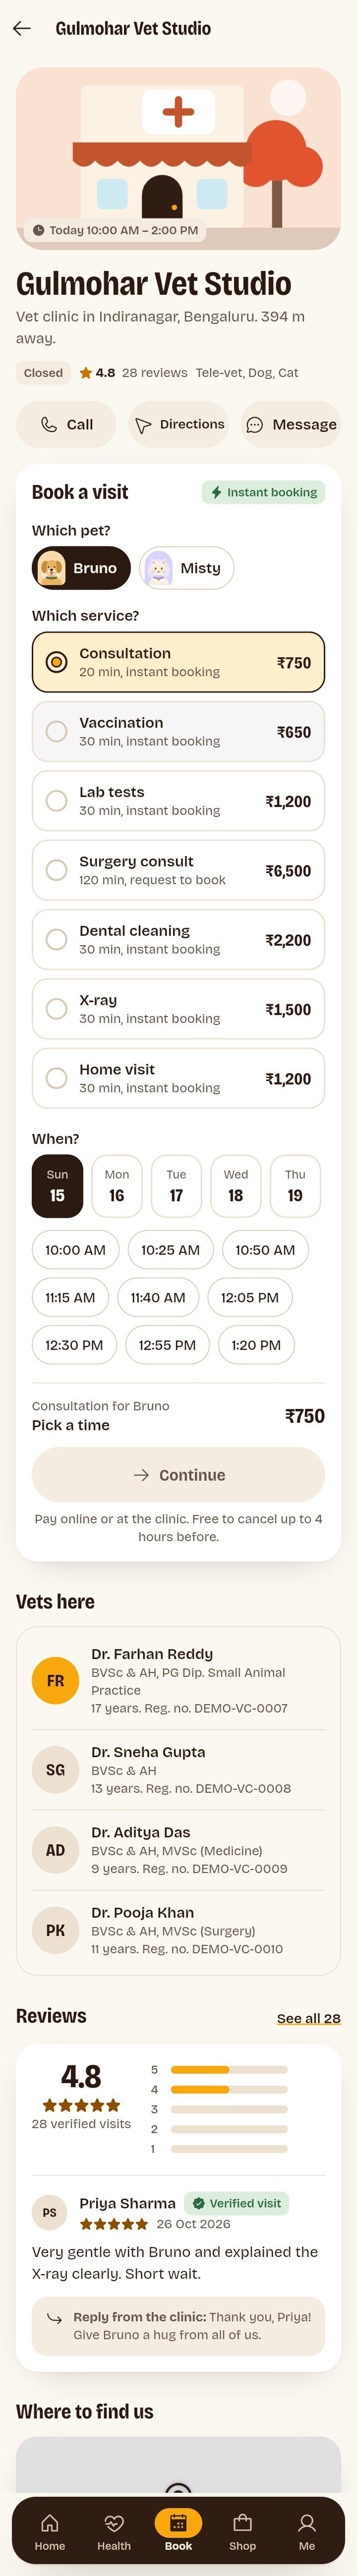 Gulmohar Vet Studio
Today 10:00 AM – 2:00 PM
Gulmohar Vet Studio
Vet clinic in Indiranagar, Bengaluru. 394 m
away.
Closed 4.8 28 reviews Tele-vet, Dog, Cat
Call Directions Message
Book a visit Instant booking
Which pet?
Bruno Misty
Which service?
Consultation
20 min, instant booking
₹750
Vaccination
30 min, instant booking
₹650
Lab tests
30 min, instant booking
₹1,200
Surgery consult
120 min, request to book
₹6,500
Dental cleaning
30 min, instant booking
₹2,200
X-ray
30 min, instant booking
₹1,500
Home visit
30 min, instant booking
₹1,200
When?
Sun Mon Tue Wed Thu
15 16 17 18 19
10:00 AM 10:25 AM 10:50 AM
11:15 AM 11:40 AM 12:05 PM
12:30 PM 12:55 PM 1:20 PM
Consultation for Bruno
Pick a time
₹750
Continue
Pay online or at the clinic. Free to cancel up to 4
hours before.
Vets here
FR
Dr. Farhan Reddy
BVSc & AH, PG Dip. Small Animal
Practice
17 years. Reg. no. DEMO-VC-0007
SG
Dr. Sneha Gupta
BVSc & AH
13 years. Reg. no. DEMO-VC-0008
AD
Dr. Aditya Das
BVSc & AH, MVSc (Medicine)
9 years. Reg. no. DEMO-VC-0009
PK
Dr. Pooja Khan
BVSc & AH, MVSc (Surgery)
11 years. Reg. no. DEMO-VC-0010
Reviews See all 28
4.8
28 verified visits
5
4
3
2
1
PS
Priya Sharma Verified visit
26 Oct 2026
Very gentle with Bruno and explained the
X-ray clearly. Short wait.
Reply from the clinic: Thank you, Priya!
Give Bruno a hug from all of us.
Where to find us
Home Health Book Shop Me